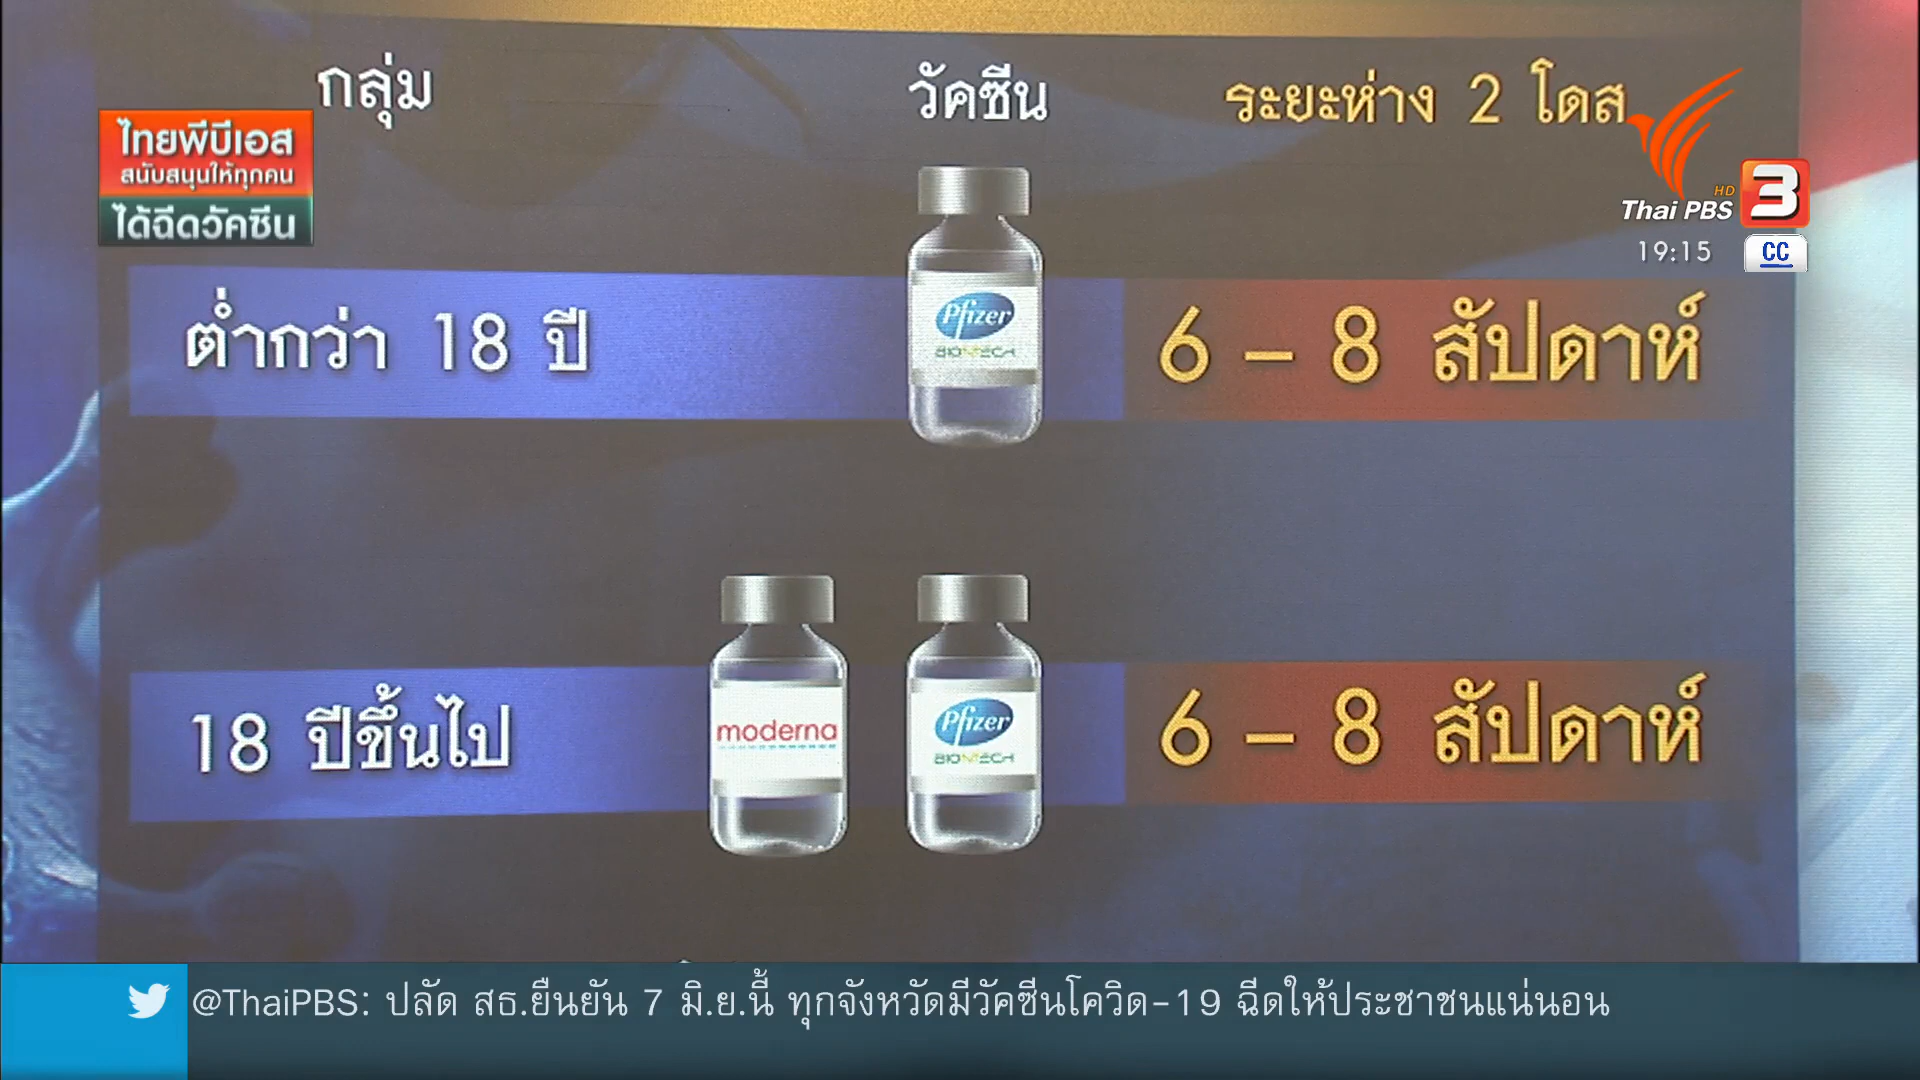 กลุ่ม วัคซีน ระยะห่าง 2 โดส
ไทยพีบีเอส
สนับสนุนให้ทุกคน
ได้ฉีดวัคซีน
HD
Thai PBS 3
19:15 CC
ต่ำกว่า 18 ปี Pfizer BIONTECH 6 – 8 สัปดาห์
18 ปีขึ้นไป moderna Pfizer BIONTECH 6 – 8 สัปดาห์
@ThaiPBS: ปลัด สธ.ยืนยัน 7 มิ.ย.นี้ ทุกจังหวัดมีวัคซีนโควิด-19 ฉีดให้ประชาชนแน่นอน